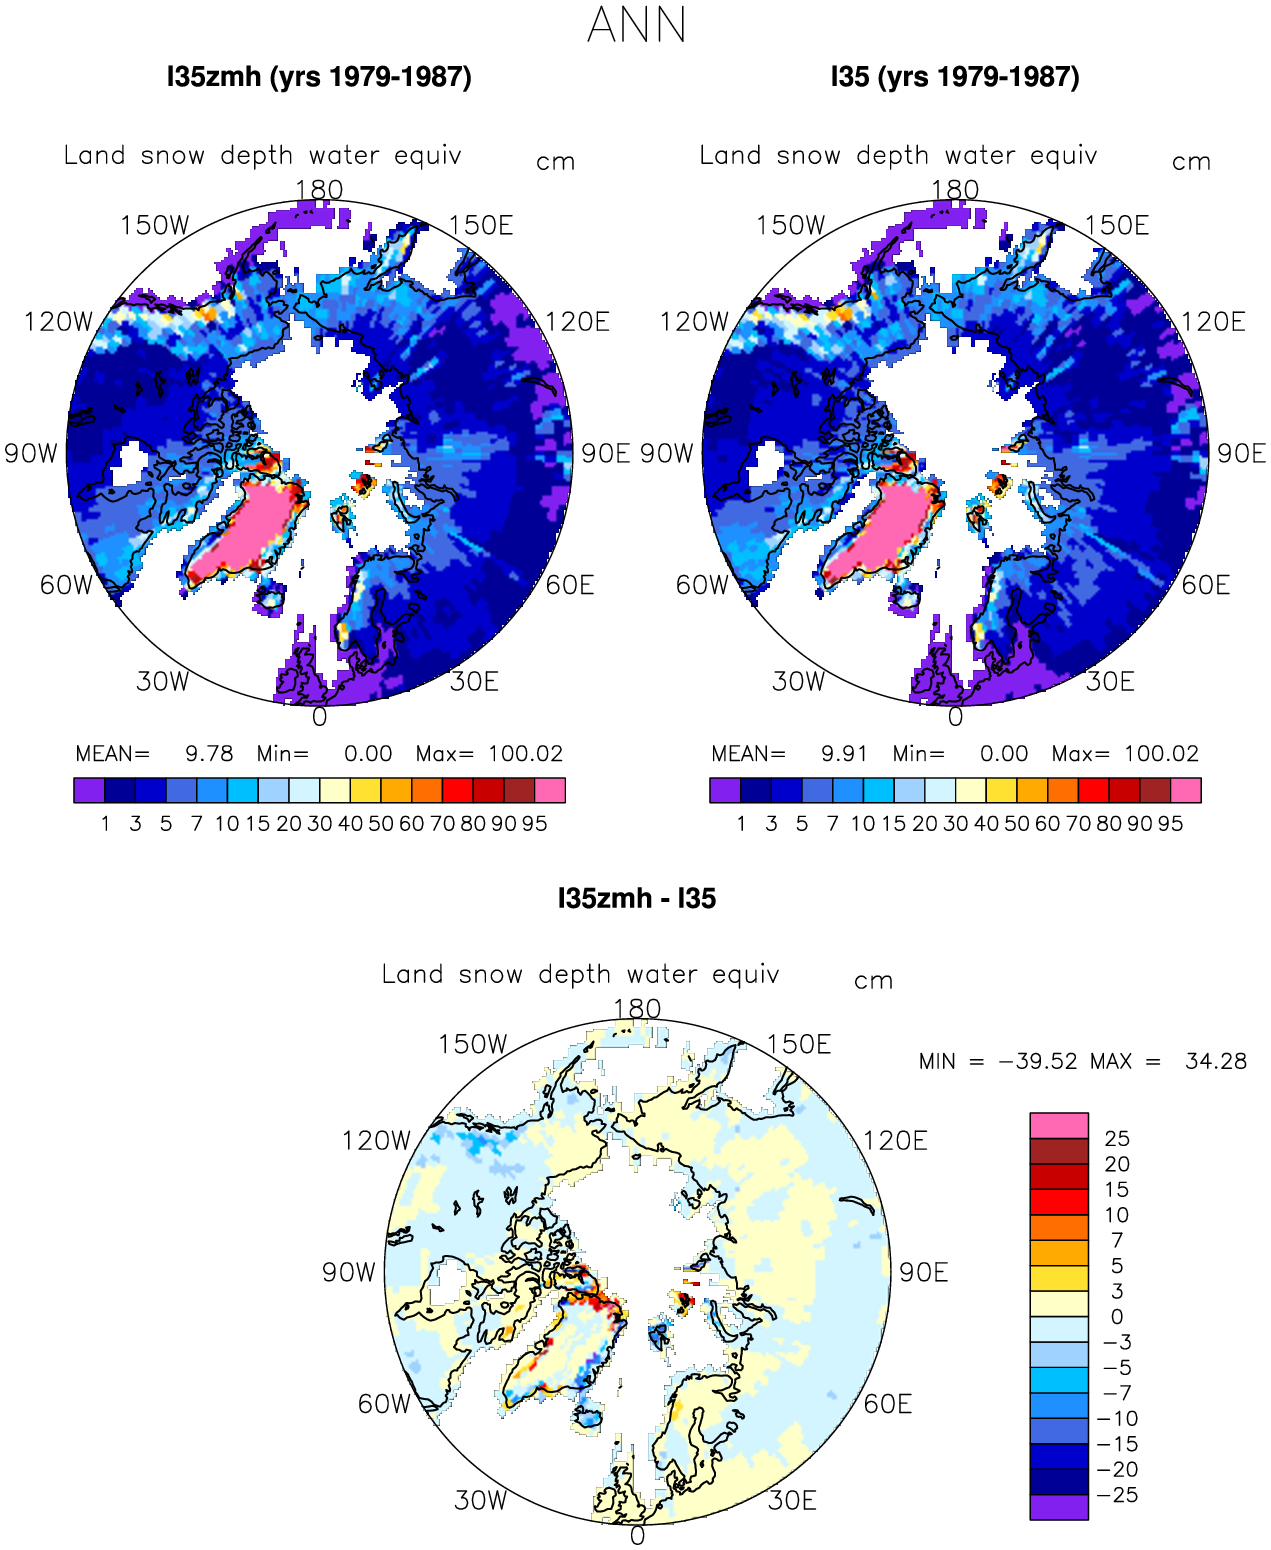 ANN
I35zmh (yrs 1979-1987)
I35 (yrs 1979-1987)
Land snow depth water equiv cm
Land snow depth water equiv cm
180
150W 150E
120W 120E
90W 90E
60W 60E
30W 30E
0
180
150W 150E
120W 120E
90W 90E
60W 60E
30W 30E
0
MEAN= 9.78 Min= 0.00 Max= 100.02
MEAN= 9.91 Min= 0.00 Max= 100.02
1 3 5 7 10 15 20 30 40 50 60 70 80 90 95
1 3 5 7 10 15 20 30 40 50 60 70 80 90 95
I35zmh - I35
Land snow depth water equiv cm
180
150W 150E
120W 120E
90W 90E
60W 60E
30W 30E
0
MIN = −39.52 MAX = 34.28
25
20
15
10
7
5
3
0
−3
−5
−7
−10
−15
−20
−25